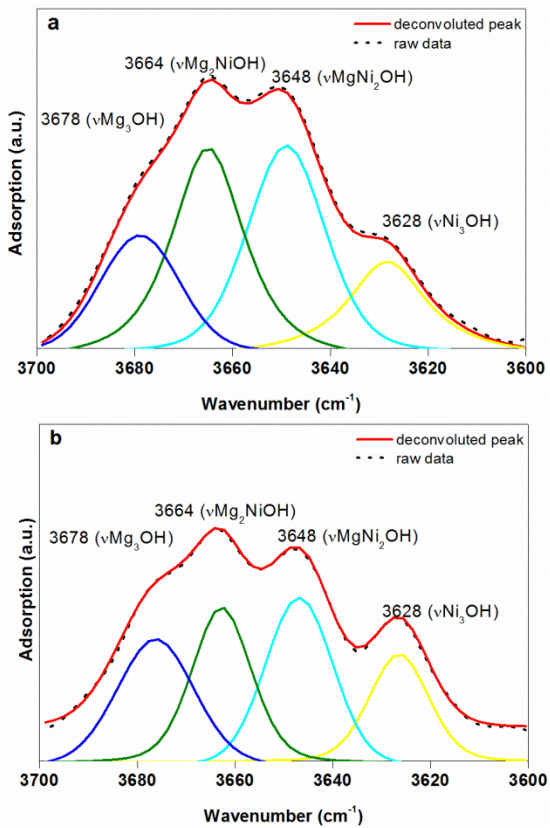 a
deconvoluted peak
raw data
3664 (νMg₂NiOH)
3648 (νMgNi₂OH)
3678 (νMg₃OH)
3628 (νNi₃OH)
Adsorption (a.u.)
3700 3680 3660 3640 3620 3600
Wavenumber (cm⁻¹)
b
deconvoluted peak
raw data
3664 (νMg₂NiOH)
3678 (νMg₃OH)
3648 (νMgNi₂OH)
3628 (νNi₃OH)
Adsorption (a.u.)
3700 3680 3660 3640 3620 3600
Wavenumber (cm⁻¹)